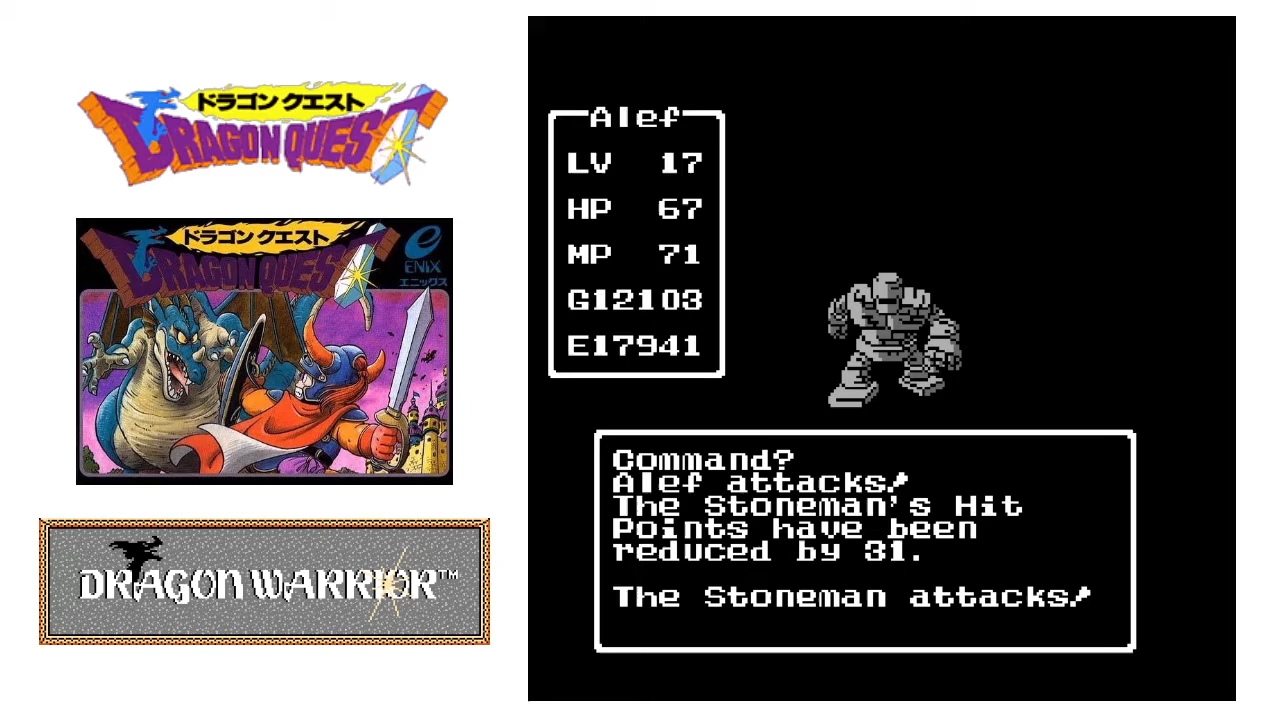 ドラゴンクエスト
DRAGON QUEST
ドラゴンクエスト
DRAGON QUEST
ENIX
エニックス
DRAGON WARRIOR™
Alef
LV 17
HP 67
MP 71
G12103
E17941
Command?
Alef attacks!
The Stoneman's Hit
Points have been
reduced by 31.
The Stoneman attacks!